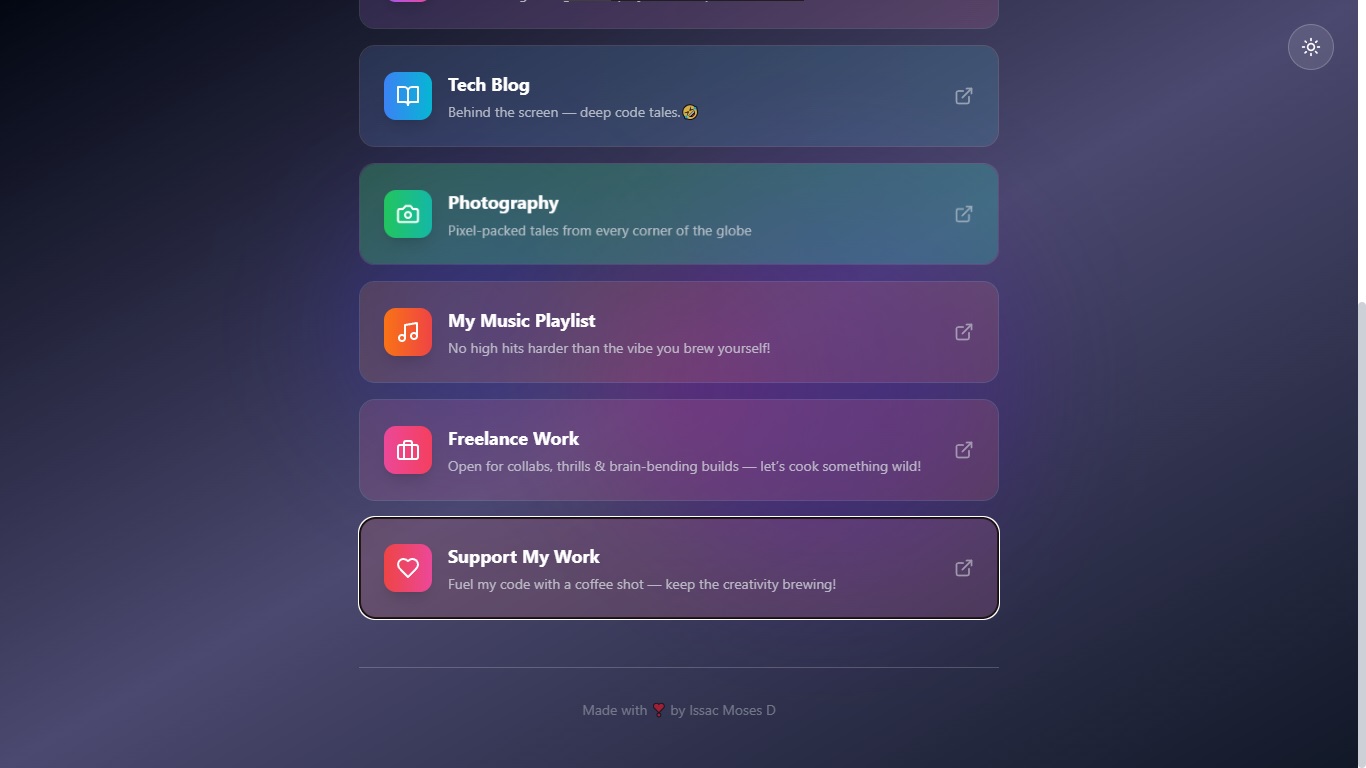 Tech Blog
Behind the screen — deep code tales.🤣
Photography
Pixel-packed tales from every corner of the globe
My Music Playlist
No high hits harder than the vibe you brew yourself!
Freelance Work
Open for collabs, thrills & brain-bending builds — let's cook something wild!
Support My Work
Fuel my code with a coffee shot — keep the creativity brewing!
Made with ❣️ by Issac Moses D